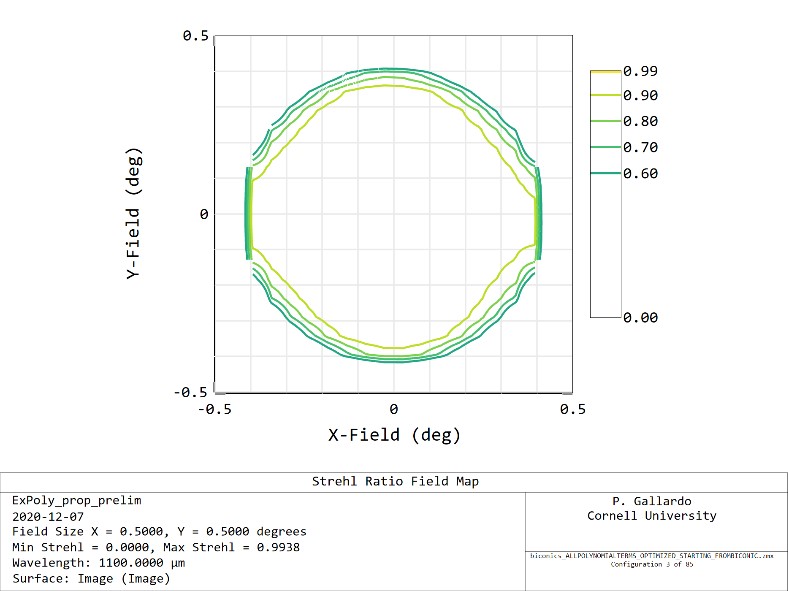 0.5
0
-0.5
Y-Field (deg)
-0.5 0 0.5
X-Field (deg)
0.99
0.90
0.80
0.70
0.60
0.00
Strehl Ratio Field Map
ExPoly_prop_prelim
2020-12-07
Field Size X = 0.5000, Y = 0.5000 degrees
Min Strehl = 0.0000, Max Strehl = 0.9938
Wavelength: 1100.0000 µm
Surface: Image (Image)
P. Gallardo
Cornell University
biconics_ALLPOLYNOMIALTERMS_OPTIMIZED_STARTING_FROMBICONIC.zmx
Configuration 3 of 85